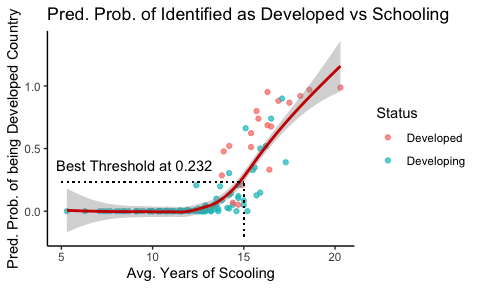 Pred. Prob. of Identified as Developed vs Schooling
Pred. Prob. of being Developed Country
1.0
0.5
0.0
Best Threshold at 0.232
5
10
15
20
Avg. Years of Scooling
Status
Developed
Developing